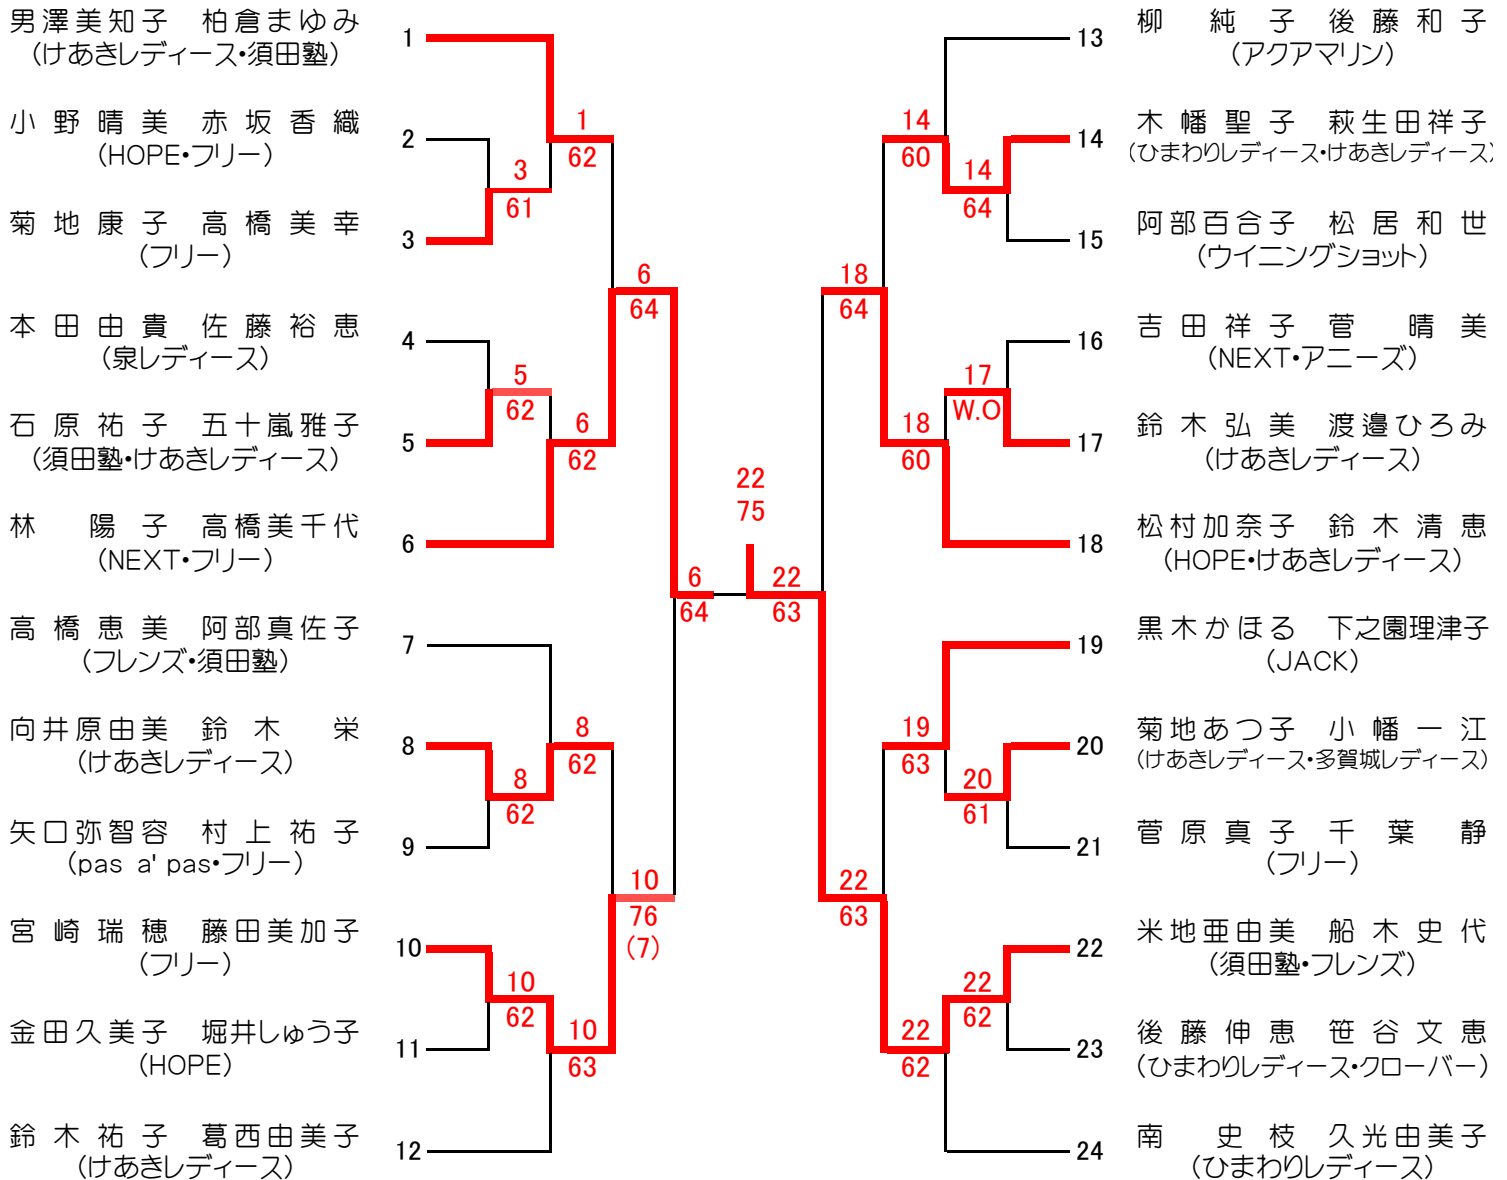 男澤美知子 柏倉まゆみ
(けあきレディース・須田塾)
1
小野晴美 赤坂香織
(HOPE・フリー)
2
菊地康子 高橋美幸
(フリー)
3
本田由貴 佐藤裕恵
(泉レディース)
4
石原祐子 五十嵐雅子
(須田塾・けあきレディース)
5
林 陽子 高橋美千代
(NEXT・フリー)
6
高橋恵美 阿部真佐子
(フレンズ・須田塾)
7
向井原由美 鈴木 栄
(けあきレディース)
8
矢口弥智容 村上祐子
(pas a' pas・フリー)
9
宮崎瑞穂 藤田美加子
(フリー)
10
金田久美子 堀井しゅう子
(HOPE)
11
鈴木祐子 葛西由美子
(けあきレディース)
12
3
61
5
62
8
62
10
62
1
62
6
62
8
62
10
63
6
64
10
76
(7)
6
64
22
75
22
63
18
64
22
63
14
60
18
60
19
63
22
62
14
64
17
W.O
20
61
22
62
13
柳 純子 後藤和子
(アクアマリン)
14
木幡聖子 萩生田祥子
(ひまわりレディース・けあきレディース)
15
阿部百合子 松居和世
(ウイニングショット)
16
吉田祥子 菅 晴美
(NEXT・アニーズ)
17
鈴木弘美 渡邉ひろみ
(けあきレディース)
18
松村加奈子 鈴木清恵
(HOPE・けあきレディース)
19
黒木かほる 下之園理津子
(JACK)
20
菊地あつ子 小幡一江
(けあきレディース・多賀城レディース)
21
菅原真子 千葉 静
(フリー)
22
米地亜由美 船木史代
(須田塾・フレンズ)
23
後藤伸恵 笹谷文恵
(ひまわりレディース・クローバー)
24
南 史枝 久光由美子
(ひまわりレディース)